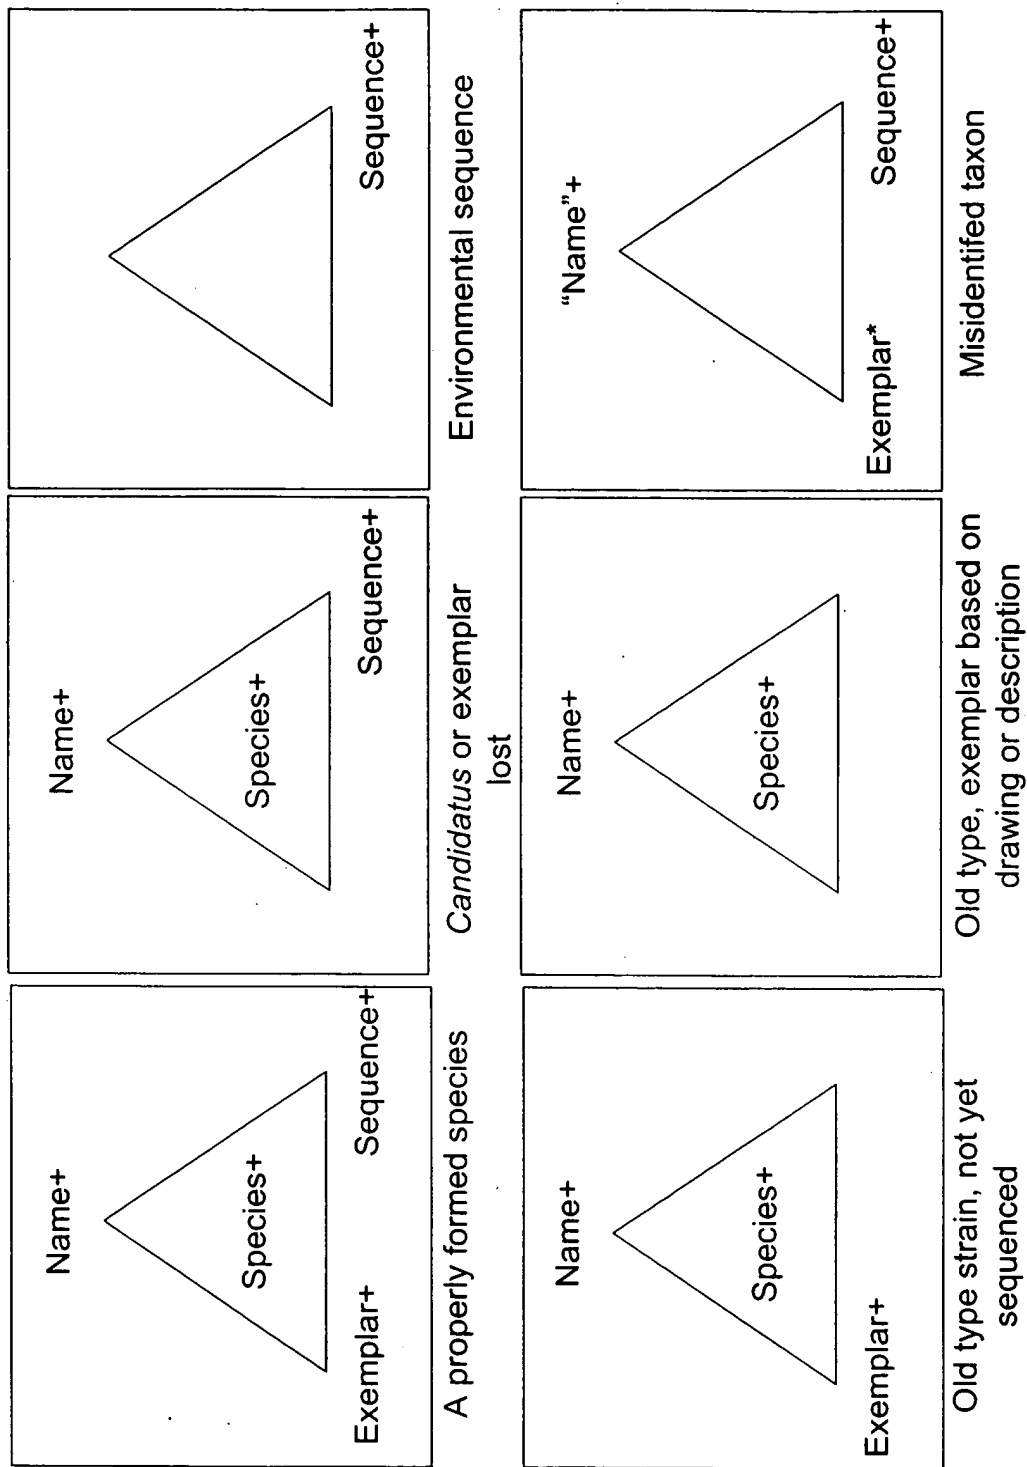 Name+
Species+
Exemplar+ Sequence+
A properly formed species
Name+
Species+
Sequence+
Candidatus or exemplar
lost
Sequence+
Environmental sequence
Name+
Species+
Exemplar+
Old type strain, not yet
sequenced
Name+
Species+
Old type, exemplar based on
drawing or description
“Name”+
Exemplar* Sequence+
Misidentifed taxon